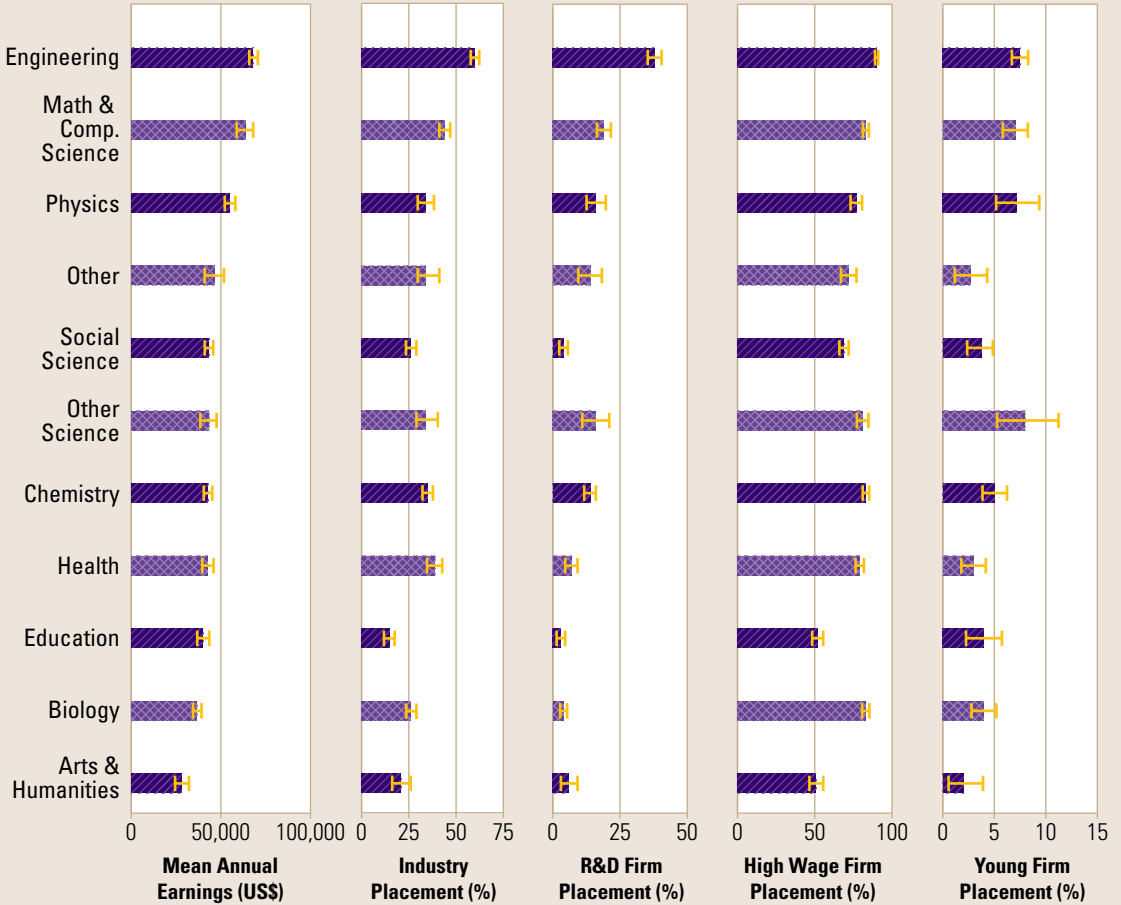 Engineering
Math &
Comp.
Science
Physics
Other
Social
Science
Other
Science
Chemistry
Health
Education
Biology
Arts &
Humanities
0 50,000 100,000
0 25 50 75
0 50
0 50 100
0 5 10 15
Mean Annual
Earnings (US$)
Industry
Placement (%)
R&D Firm
Placement (%)
High Wage Firm
Placement (%)
Young Firm
Placement (%)